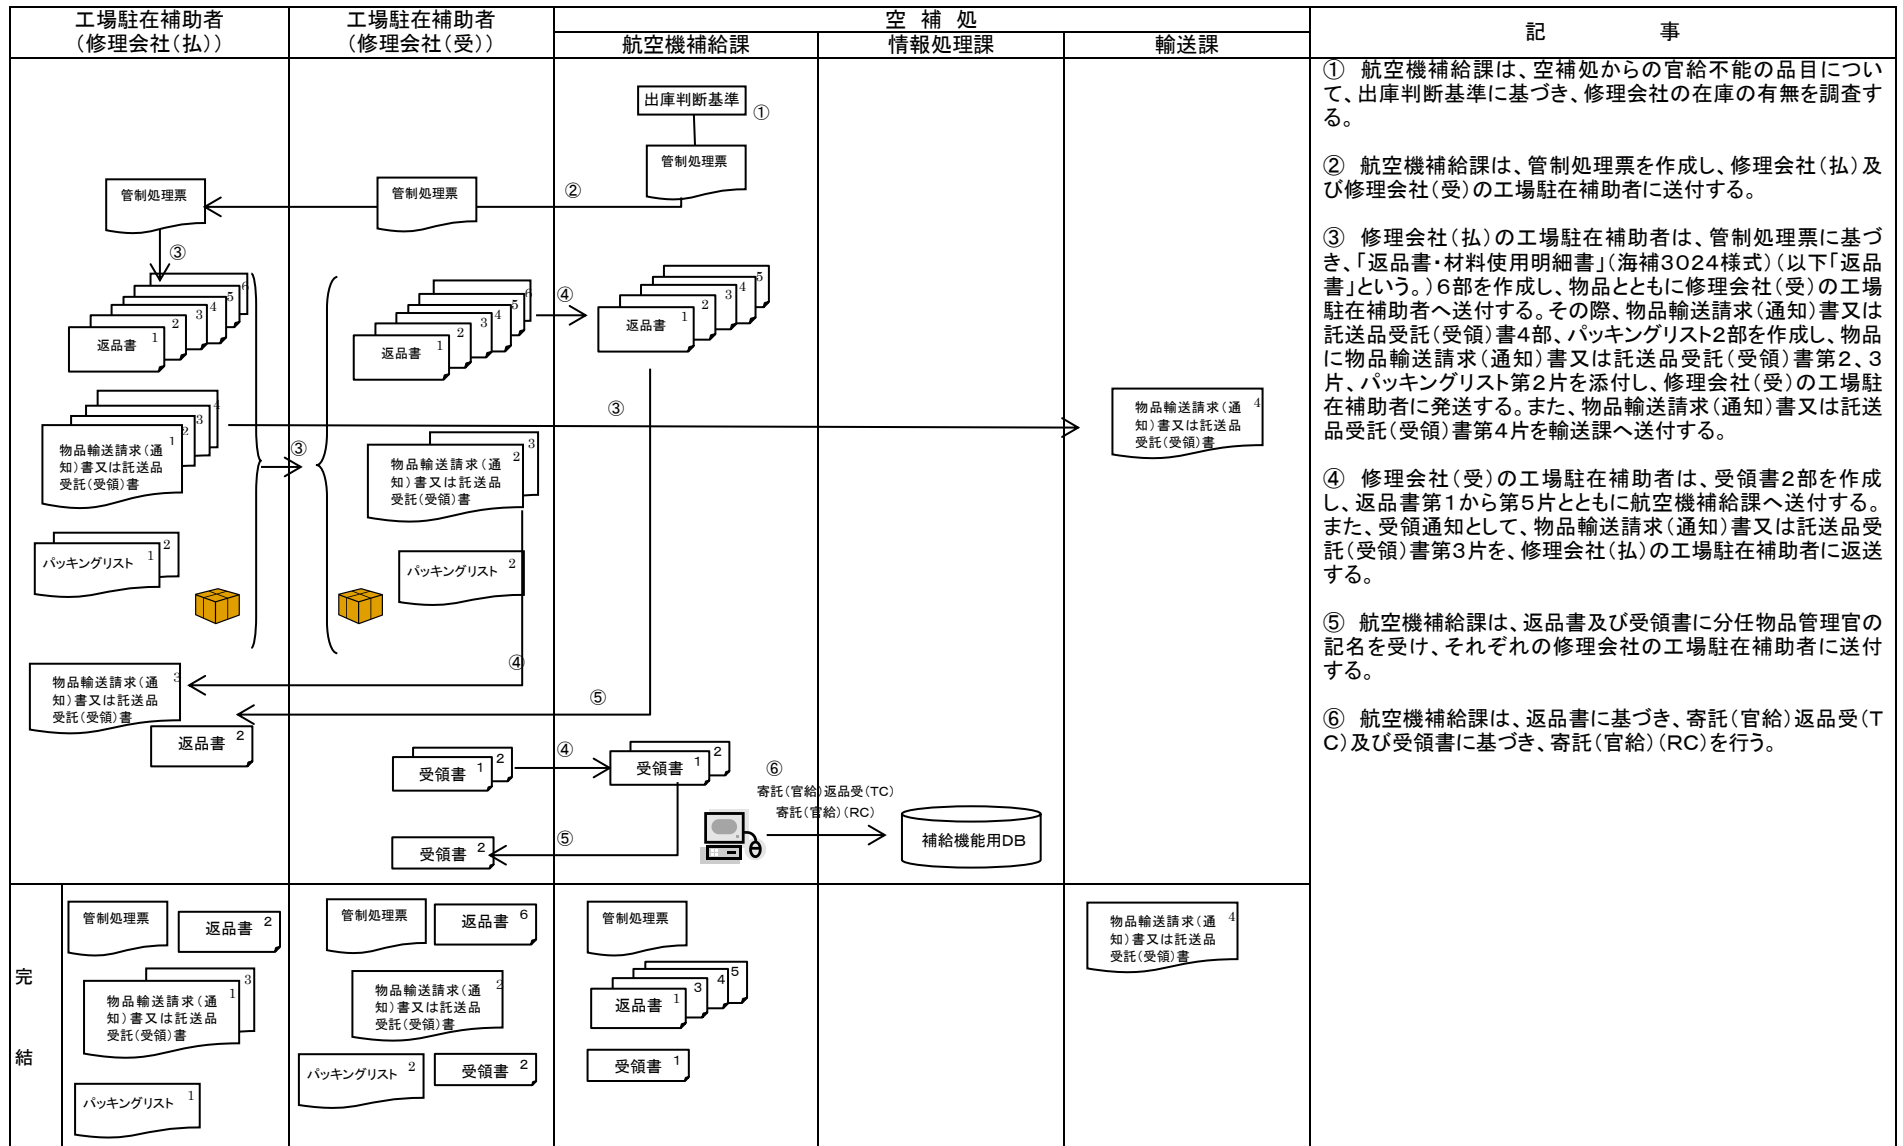 工場駐在補助者
（修理会社（払））
工場駐在補助者
（修理会社（受））
空 補 処
航空機補給課
情報処理課
輸送課
記 事
出庫判断基準
①
管制処理票
管制処理票
管制処理票
②
③
返品書 1 2 3 4 5 6
返品書 1 2 3 4 5 6
④
返品書 1 2 3 4 5
物品輸送請求（通
知）書又は託送品
受託（受領）書
1 2 3 4
③
③
物品輸送請求（通
知）書又は託送品
受託（受領）書
2 3
物品輸送請求（通
知）書又は託送品
受託（受領）書
4
パッキングリスト 1 2
パッキングリスト 2
④
物品輸送請求（通
知）書又は託送品
受託（受領）書
3
⑤
返品書 2
受領書 1 2
④
受領書 1 2
⑥
寄託（官給）返品受（TC）
寄託（官給）（RC）
補給機能用DB
受領書 2
⑤
① 航空機補給課は、空補処からの官給不能の品目につい
て、出庫判断基準に基づき、修理会社の在庫の有無を調査す
る。
② 航空機補給課は、管制処理票を作成し、修理会社（払）及
び修理会社（受）の工場駐在補助者に送付する。
③ 修理会社（払）の工場駐在補助者は、管制処理票に基づ
き、「返品書・材料使用明細書」（海補３０２４様式）（以下「返品
書」という。）６部を作成し、物品とともに修理会社（受）の工場
駐在補助者へ送付する。その際、物品輸送請求（通知）書又は
託送品受託（受領）書４部、パッキングリスト２部を作成し、物品
に物品輸送請求（通知）書又は託送品受託（受領）書第２、３
片、パッキングリスト第２片を添付し、修理会社（受）の工場駐
在補助者に発送する。また、物品輸送請求（通知）書又は託送
品受託（受領）書第４片を輸送課へ送付する。
④ 修理会社（受）の工場駐在補助者は、受領書２部を作成
し、返品書第１から第５片とともに航空機補給課へ送付する。
また、受領通知として、物品輸送請求（通知）書又は託送品受
託（受領）書第３片を、修理会社（払）の工場駐在補助者に返送
する。
⑤ 航空機補給課は、返品書及び受領書に分任物品管理官の
記名を受け、それぞれの修理会社の工場駐在補助者に送付
する。
⑥ 航空機補給課は、返品書に基づき、寄託（官給）返品受（Ｔ
Ｃ）及び受領書に基づき、寄託（官給）（ＲＣ）を行う。
完
結
管制処理票
返品書 2
物品輸送請求（通
知）書又は託送品
受託（受領）書
1 3
パッキングリスト 1
管制処理票
返品書 6
物品輸送請求（通
知）書又は託送品
受託（受領）書
2
パッキングリスト 2
受領書 2
管制処理票
返品書 1 3 4 5
受領書 1
物品輸送請求（通
知）書又は託送品
受託（受領）書
4